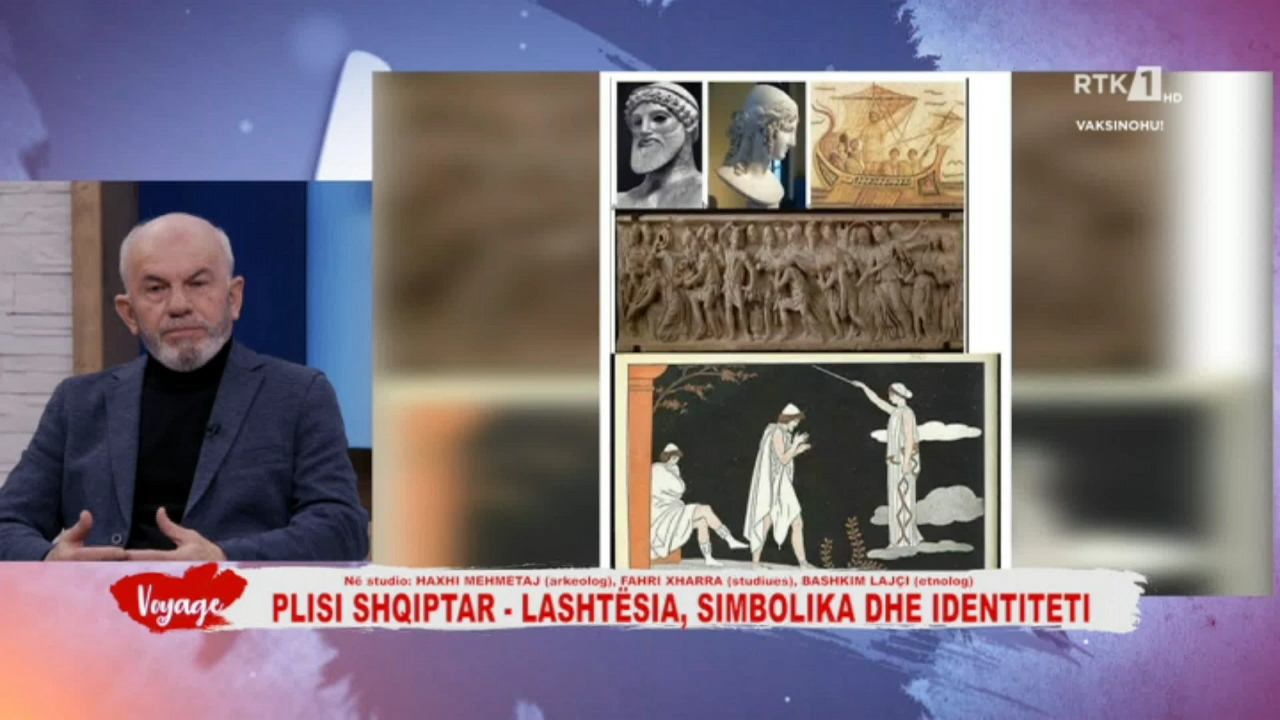 RTK 1 HD
VAKSINOHU!
Në studio: HAXHI MEHMETAJ (arkeolog), FAHRI XHARRA (studiues), BASHKIM LAJÇI (etnolog)
Voyage
PLISI SHQIPTAR - LASHTËSIA, SIMBOLIKA DHE IDENTITETI